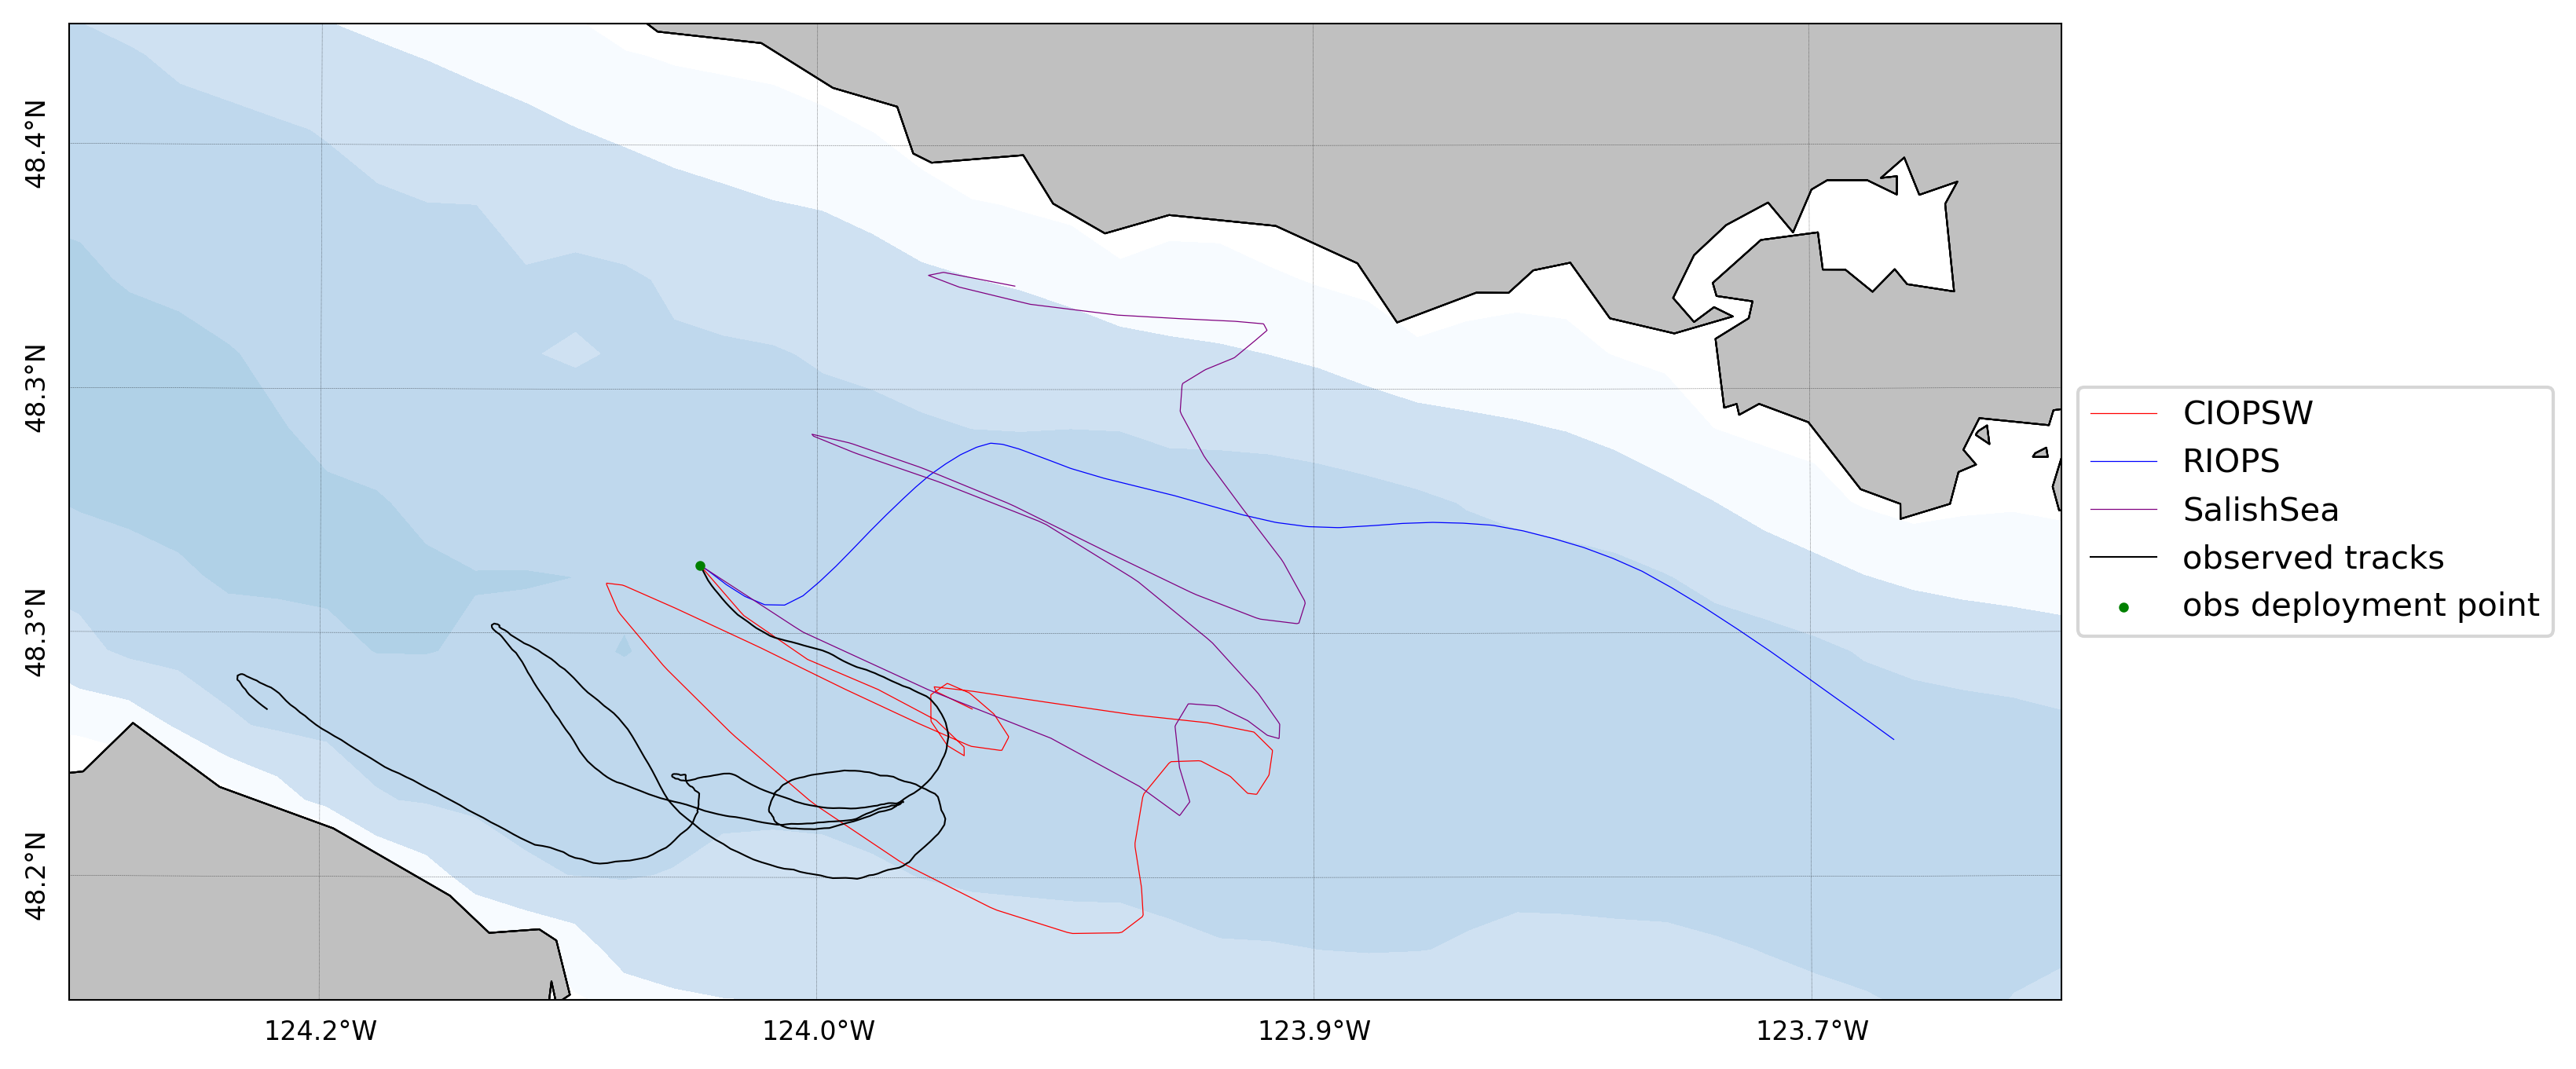 48.4°N
48.3°N
48.3°N
48.2°N
124.2°W
124.0°W
123.9°W
123.7°W
CIOPSW
RIOPS
SalishSea
observed tracks
obs deployment point